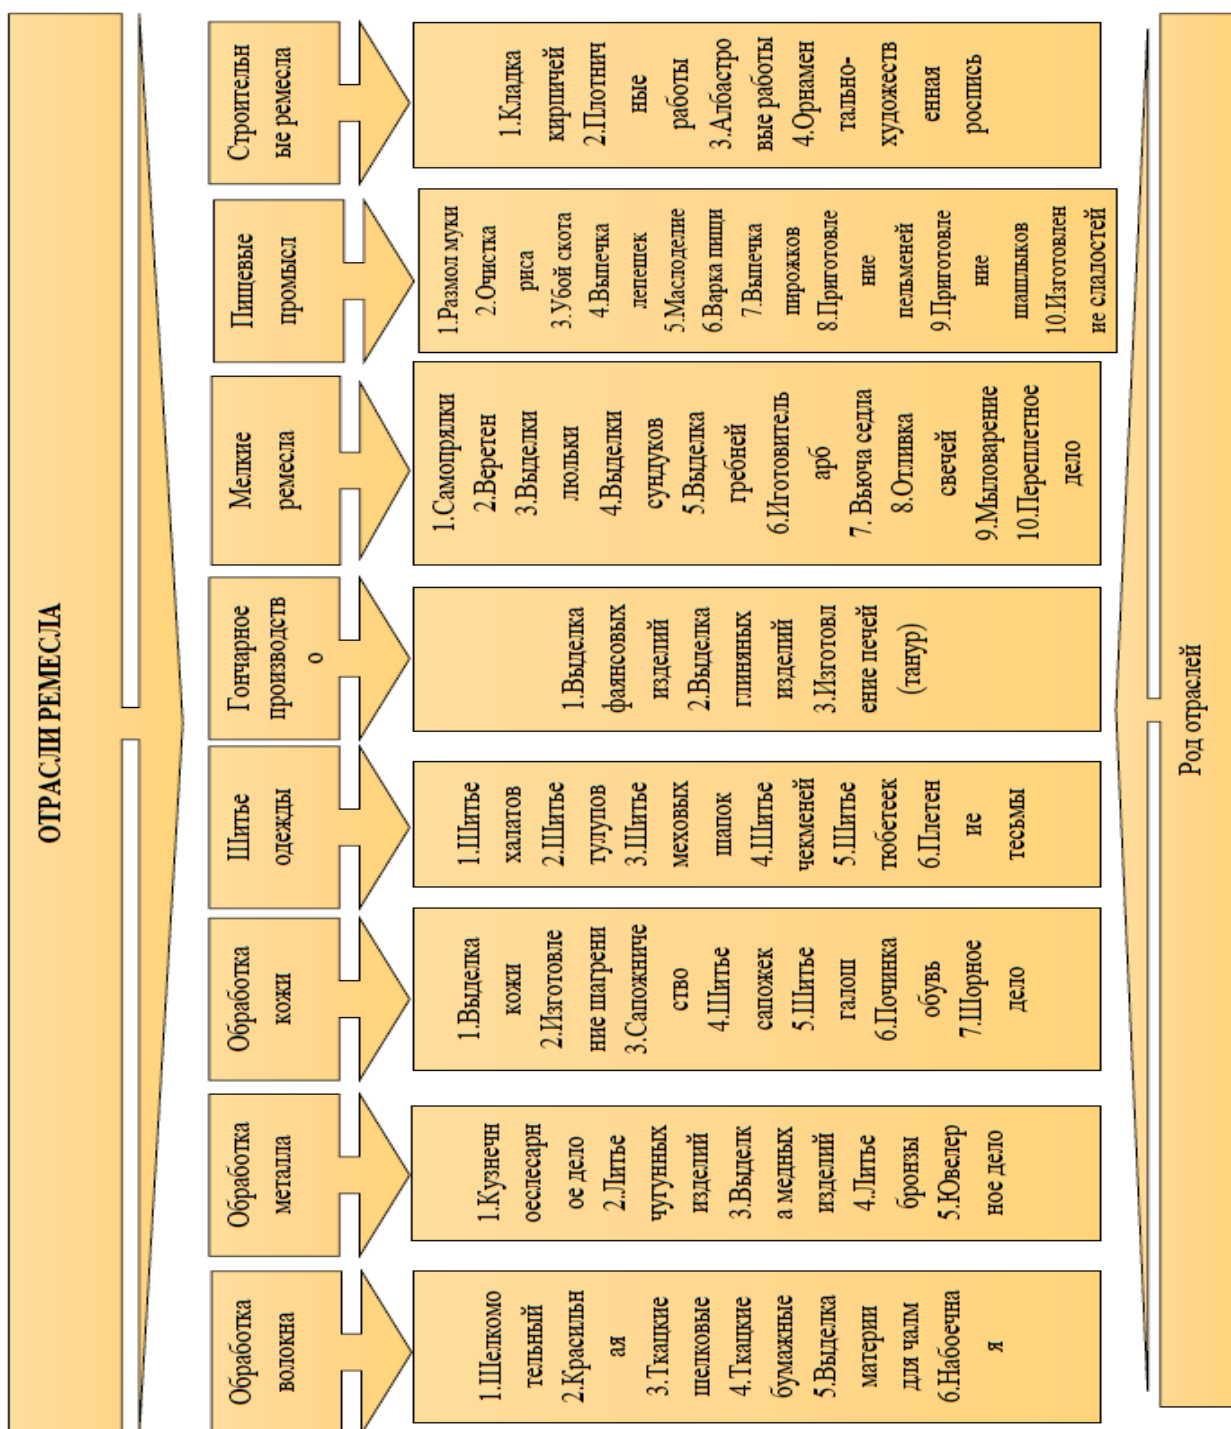 ОТРАСЛИ РЕМЕСЛА
Обработка
волокна
1.Шелкомо
тельный
2.Красильн
ая
3.Ткацкие
шелковые
4.Ткацкие
бумажные
5.Выделка
материи
для чалм
6.Набоечна
я
Обработка
металла
1.Кузнечн
оеслесарн
ое дело
2.Литье
чугунных
изделий
3.Выделк
а медных
изделий
4.Литье
бронзы
5.Ювелер
ное дело
Обработка
кожи
1.Выделка
кожи
2.Изготовле
ние шагрени
3.Сапожниче
ство
4.Шитье
сапожек
5.Шитье
галош
6.Починка
обувь
7.Шорное
дело
Шитье
одежды
1.Шитье
халатов
2.Шитье
тулупов
3.Шитье
меховых
шапок
4.Шитье
чекменей
5.Шитье
тюбетеек
6.Плетен
ие
тесьмы
Гончарное
производств
о
1.Выделка
фаянсовых
изделий
2.Выделка
глиняных
изделий
3.Изготовл
ение печей
(танур)
Мелкие
ремесла
1.Самопрялки
2.Веретен
3.Выделки
люльки
4.Выделки
сундуков
5.Выделка
гребней
6.Иготовитель
арб
7. Вьюча седла
8.Отливка
свечей
9.Мыловарение
10.Переплетное
дело
Пищевые
промысл
1.Размол муки
2.Очистка
риса
3.Убой скота
4.Выпечка
лепешек
5.Маслоделие
6.Варка пищи
7.Выпечка
пирожков
8.Приготовле
ние
пельменей
9.Приготовле
ние
шашлыков
10.Изготовлен
ие сладостей
Строительн
ые ремесла
1.Кладка
кирпичей
2.Плотнич
ные
работы
3.Албастро
вые работы
4.Орнамен
тально-
художеств
енная
роспись
Род отраслей